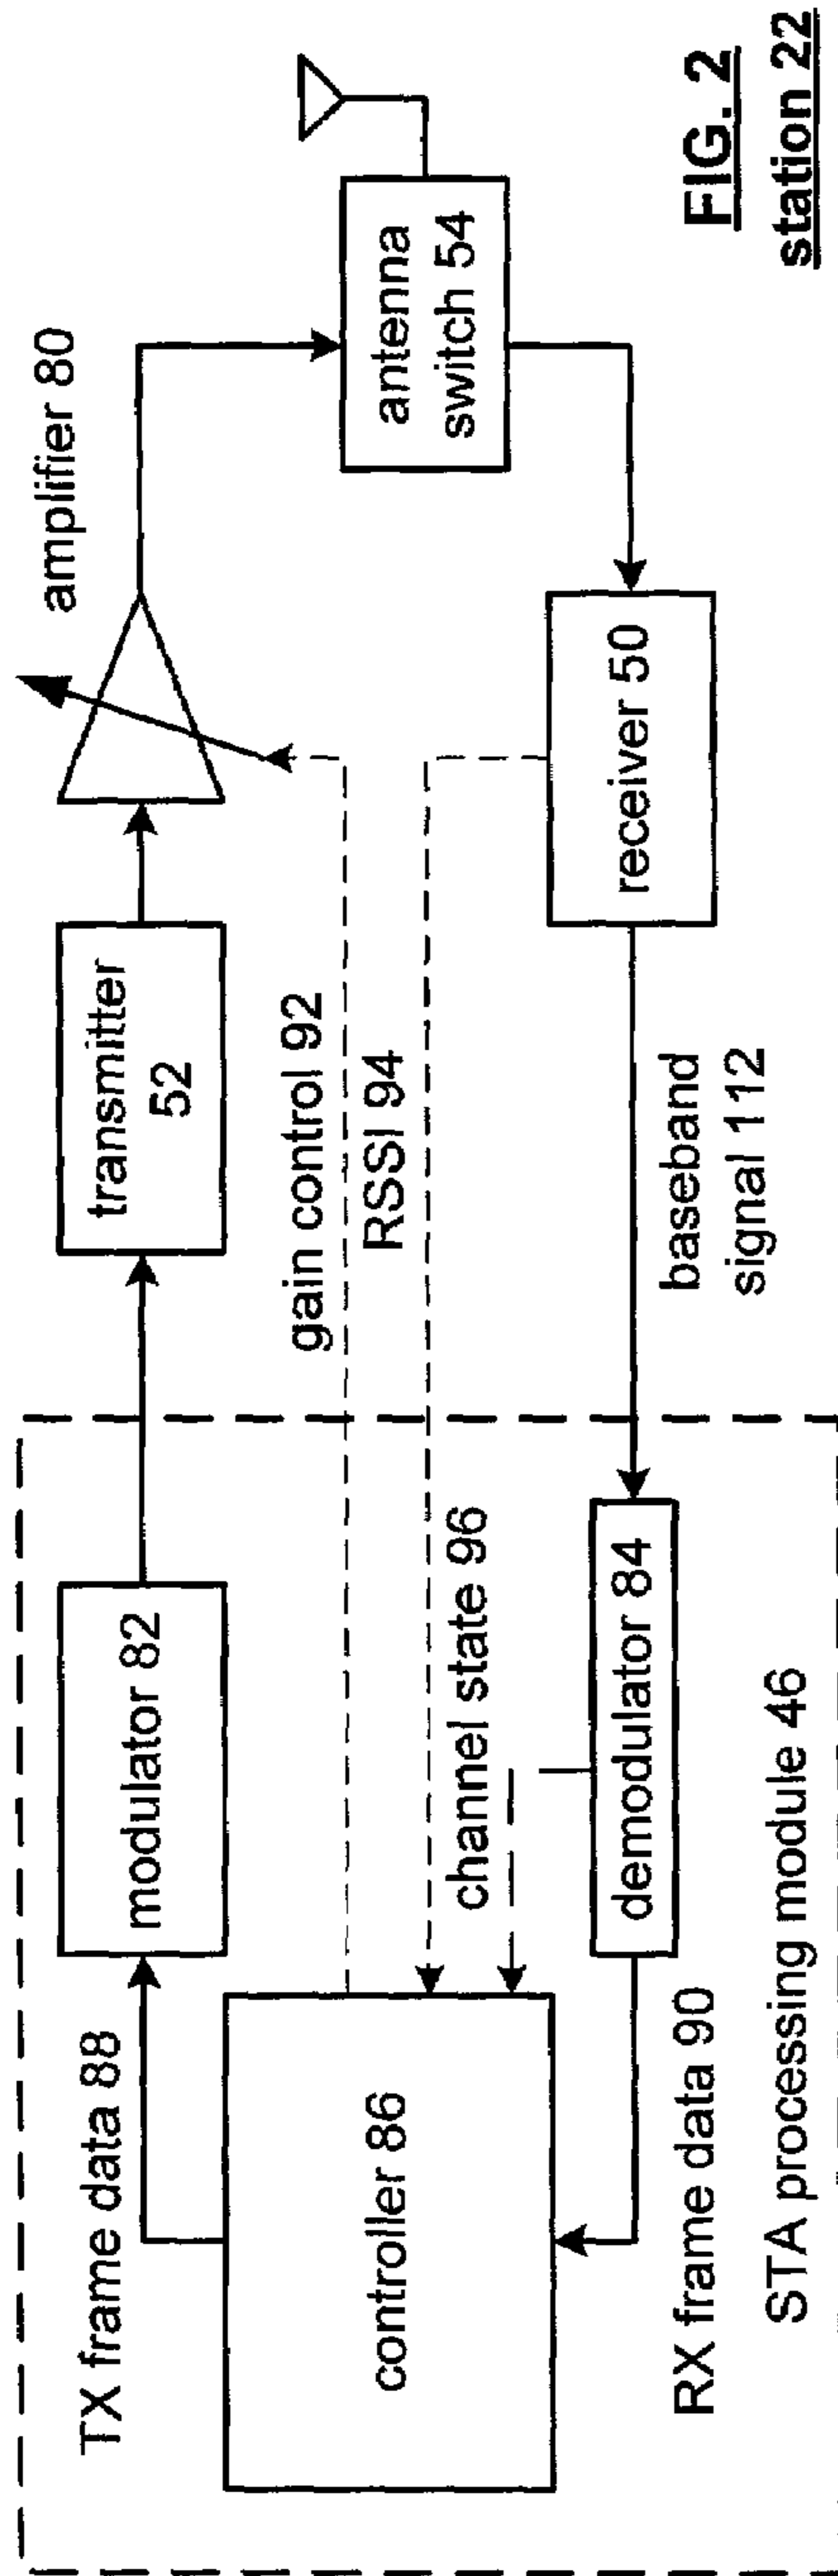 TX frame data 88
modulator 82
transmitter
52
amplifier 80
controller 86
gain control 92
RSSI 94
channel state 96
antenna
switch 54
RX frame data 90
demodulator 84
baseband
signal 112
receiver 50
STA processing module 46
FIG. 2
station 22